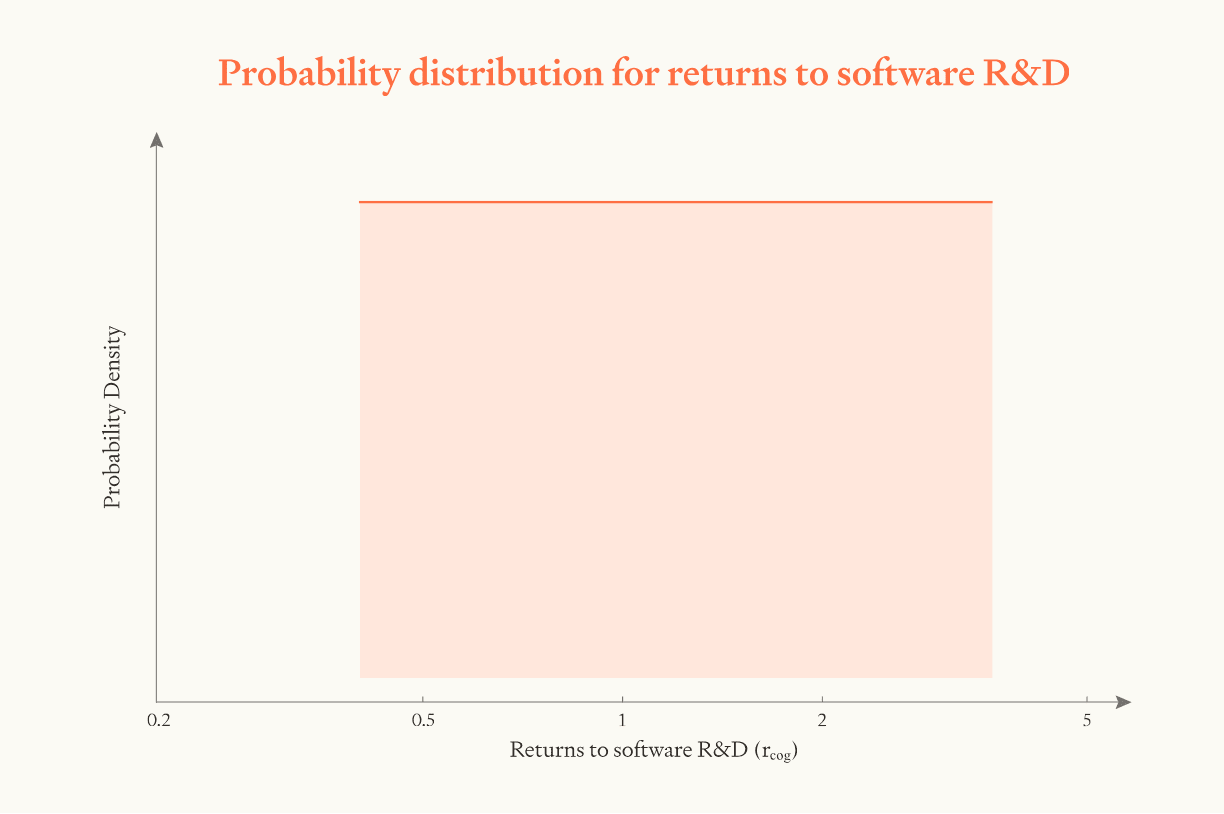 Probability distribution for returns to software R&D
Probability Density
0.2 0.5 1 2 5
Returns to software R&D (rcog)